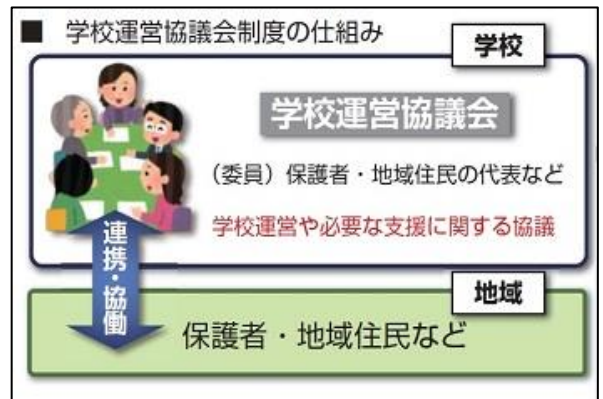 ■ 学校運営協議会制度の仕組み
学校
学校運営協議会
（委員）保護者・地域住民の代表など
学校運営や必要な支援に関する協議
連携・協働
地域
保護者・地域住民など